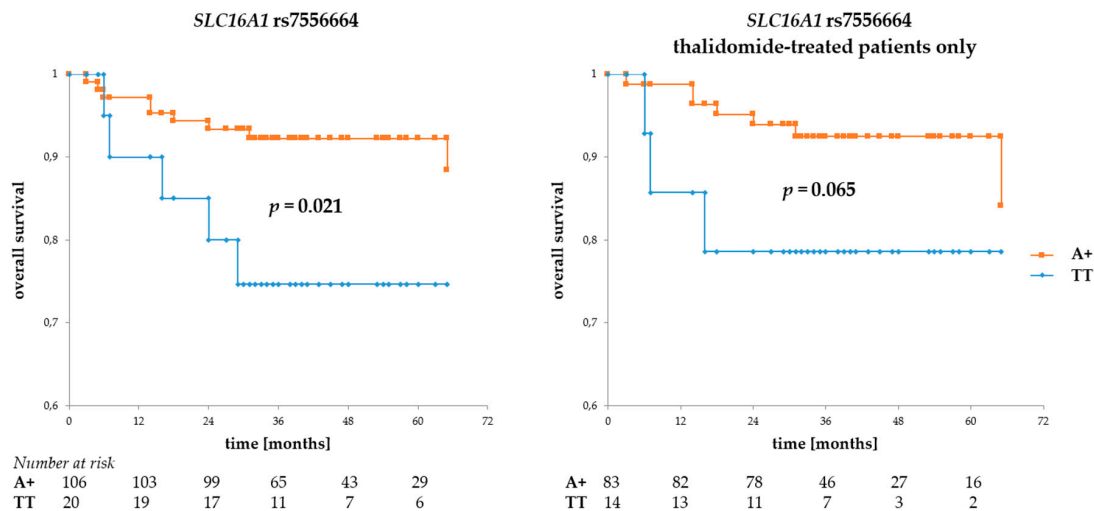 SLC16A1 rs7556664
1
0,9
0,8
0,7
0,6
overall survival
p = 0.021
0 12 24 36 48 60 72
time [months]
Number at risk
A+ 106 103 99 65 43 29
TT 20 19 17 11 7 6
SLC16A1 rs7556664
thalidomide-treated patients only
1
0,9
0,8
0,7
0,6
overall survival
p = 0.065
A+
TT
0 12 24 36 48 60 72
time [months]
A+ 83 82 78 46 27 16
TT 14 13 11 7 3 2